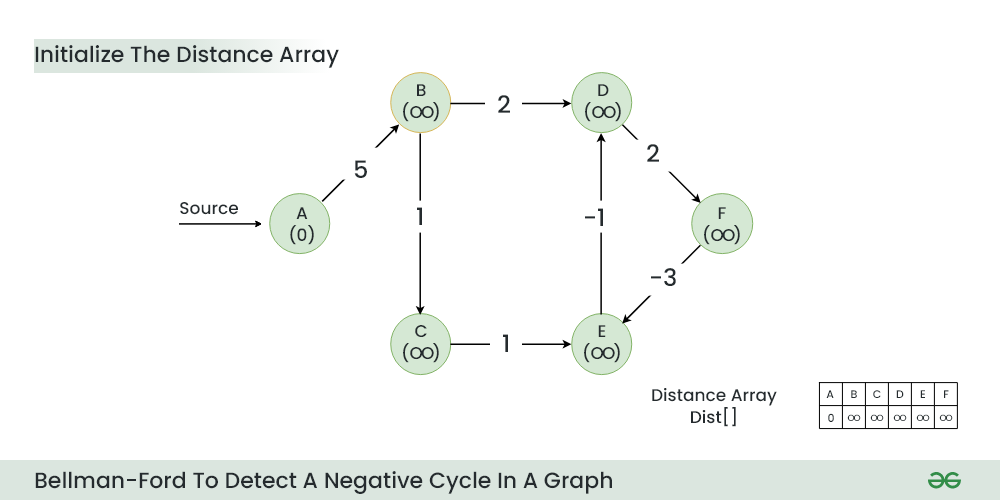 Initialize The Distance Array
B
(∞)
2
D
(∞)
5
2
Source
A
(0)
1
-1
F
(∞)
-3
C
(∞)
1
E
(∞)
Distance Array
Dist[]
A B C D E F
0 ∞ ∞ ∞ ∞ ∞
Bellman-Ford To Detect A Negative Cycle In A Graph